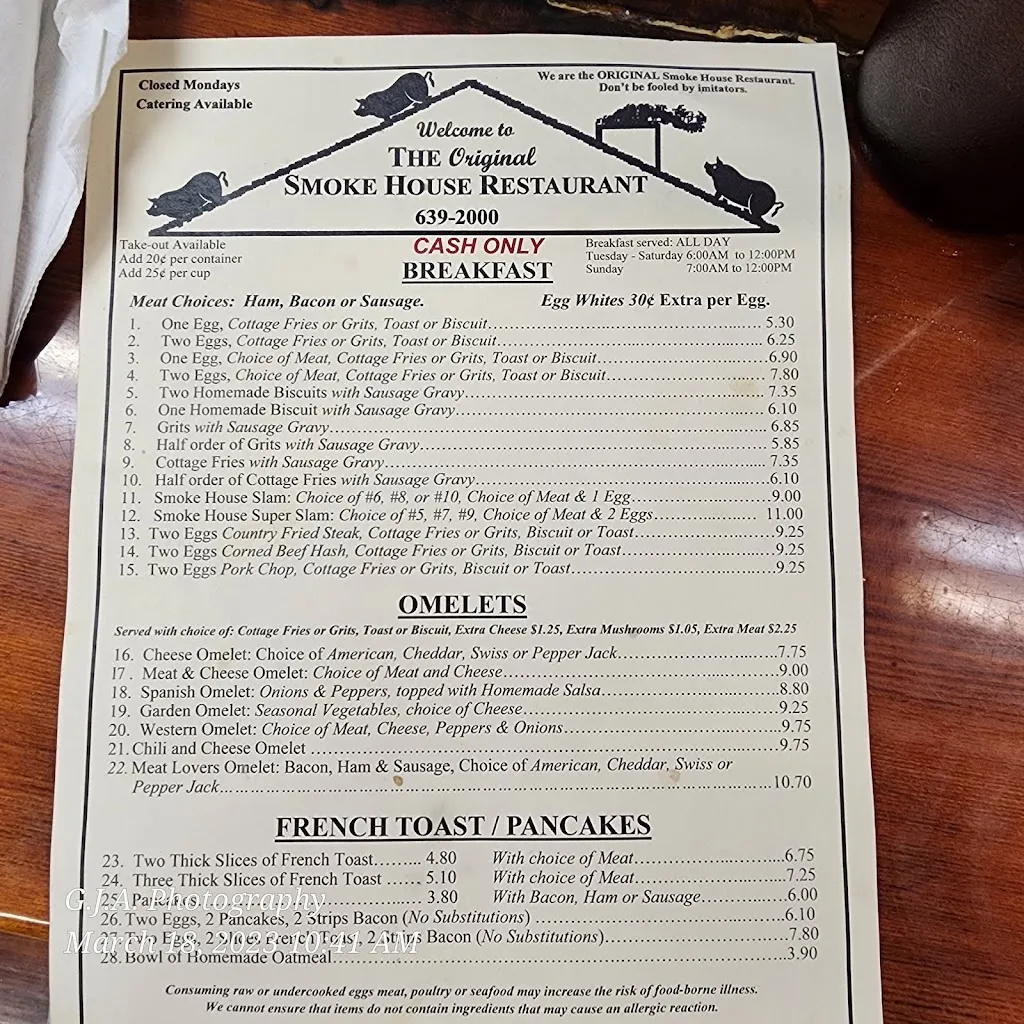 Closed Mondays
Catering Available
We are the ORIGINAL Smoke House Restaurant.
Don't be fooled by imitators.
Welcome to
THE Original
SMOKE HOUSE RESTAURANT
639-2000
Take-out Available
Add 20¢ per container
Add 25¢ per cup
CASH ONLY
BREAKFAST
Breakfast served: ALL DAY
Tuesday - Saturday 6:00AM to 12:00PM
Sunday 7:00AM to 12:00PM
Meat Choices: Ham, Bacon or Sausage. Egg Whites 30¢ Extra per Egg.
1. One Egg, Cottage Fries or Grits, Toast or Biscuit 5.30
2. Two Eggs, Cottage Fries or Grits, Toast or Biscuit 6.25
3. One Egg, Choice of Meat, Cottage Fries or Grits, Toast or Biscuit 6.90
4. Two Eggs, Choice of Meat, Cottage Fries or Grits, Toast or Biscuit 7.80
5. Two Homemade Biscuits with Sausage Gravy 7.35
6. One Homemade Biscuit with Sausage Gravy 6.10
7. Grits with Sausage Gravy 6.85
8. Half order of Grits with Sausage Gravy 5.85
9. Cottage Fries with Sausage Gravy 7.35
10. Half order of Cottage Fries with Sausage Gravy 6.10
11. Smoke House Slam: Choice of #6, #8, or #10, Choice of Meat & 1 Egg 9.00
12. Smoke House Super Slam: Choice of #5, #7, #9, Choice of Meat & 2 Eggs 11.00
13. Two Eggs Country Fried Steak, Cottage Fries or Grits, Biscuit or Toast 9.25
14. Two Eggs Corned Beef Hash, Cottage Fries or Grits, Biscuit or Toast 9.25
15. Two Eggs Pork Chop, Cottage Fries or Grits, Biscuit or Toast 9.25
OMELETS
Served with choice of: Cottage Fries or Grits, Toast or Biscuit, Extra Cheese $1.25, Extra Mushrooms $1.05, Extra Meat $2.25
16. Cheese Omelet: Choice of American, Cheddar, Swiss or Pepper Jack 7.75
17. Meat & Cheese Omelet: Choice of Meat and Cheese 9.00
18. Spanish Omelet: Onions & Peppers, topped with Homemade Salsa 8.80
19. Garden Omelet: Seasonal Vegetables, choice of Cheese 9.25
20. Western Omelet: Choice of Meat, Cheese, Peppers & Onions 9.75
21. Chili and Cheese Omelet 9.75
22. Meat Lovers Omelet: Bacon, Ham & Sausage, Choice of American, Cheddar, Swiss or
Pepper Jack 10.70
FRENCH TOAST / PANCAKES
23. Two Thick Slices of French Toast 4.80 With choice of Meat 6.75
24. Three Thick Slices of French Toast 5.10 With choice of Meat 7.25
25. Pancakes 3.80 With Bacon, Ham or Sausage 6.00
26. Two Eggs, 2 Pancakes, 2 Strips Bacon (No Substitutions) 6.10
27. Two Eggs, 2 Slices French Toast, 2 Strips Bacon (No Substitutions) 7.80
28. Bowl of Homemade Oatmeal 3.90
Consuming raw or undercooked eggs meat, poultry or seafood may increase the risk of food-borne illness.
We cannot ensure that items do not contain ingredients that may cause an allergic reaction.
G.J.A. Photography
March 18, 2023 10:41 AM